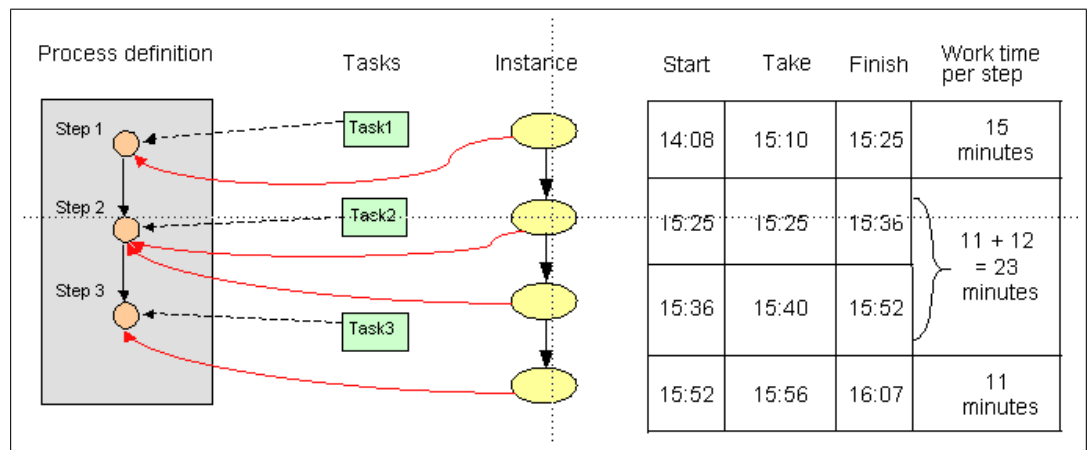 Process definition
Tasks
Instance
Start
Take
Finish
Work time
per step
Step 1
Task1
14:08
15:10
15:25
15
minutes
Step 2
Task2
15:25
15:25
15:36
11 + 12
= 23
minutes
Step 3
Task3
15:36
15:40
15:52
15:52
15:56
16:07
11
minutes